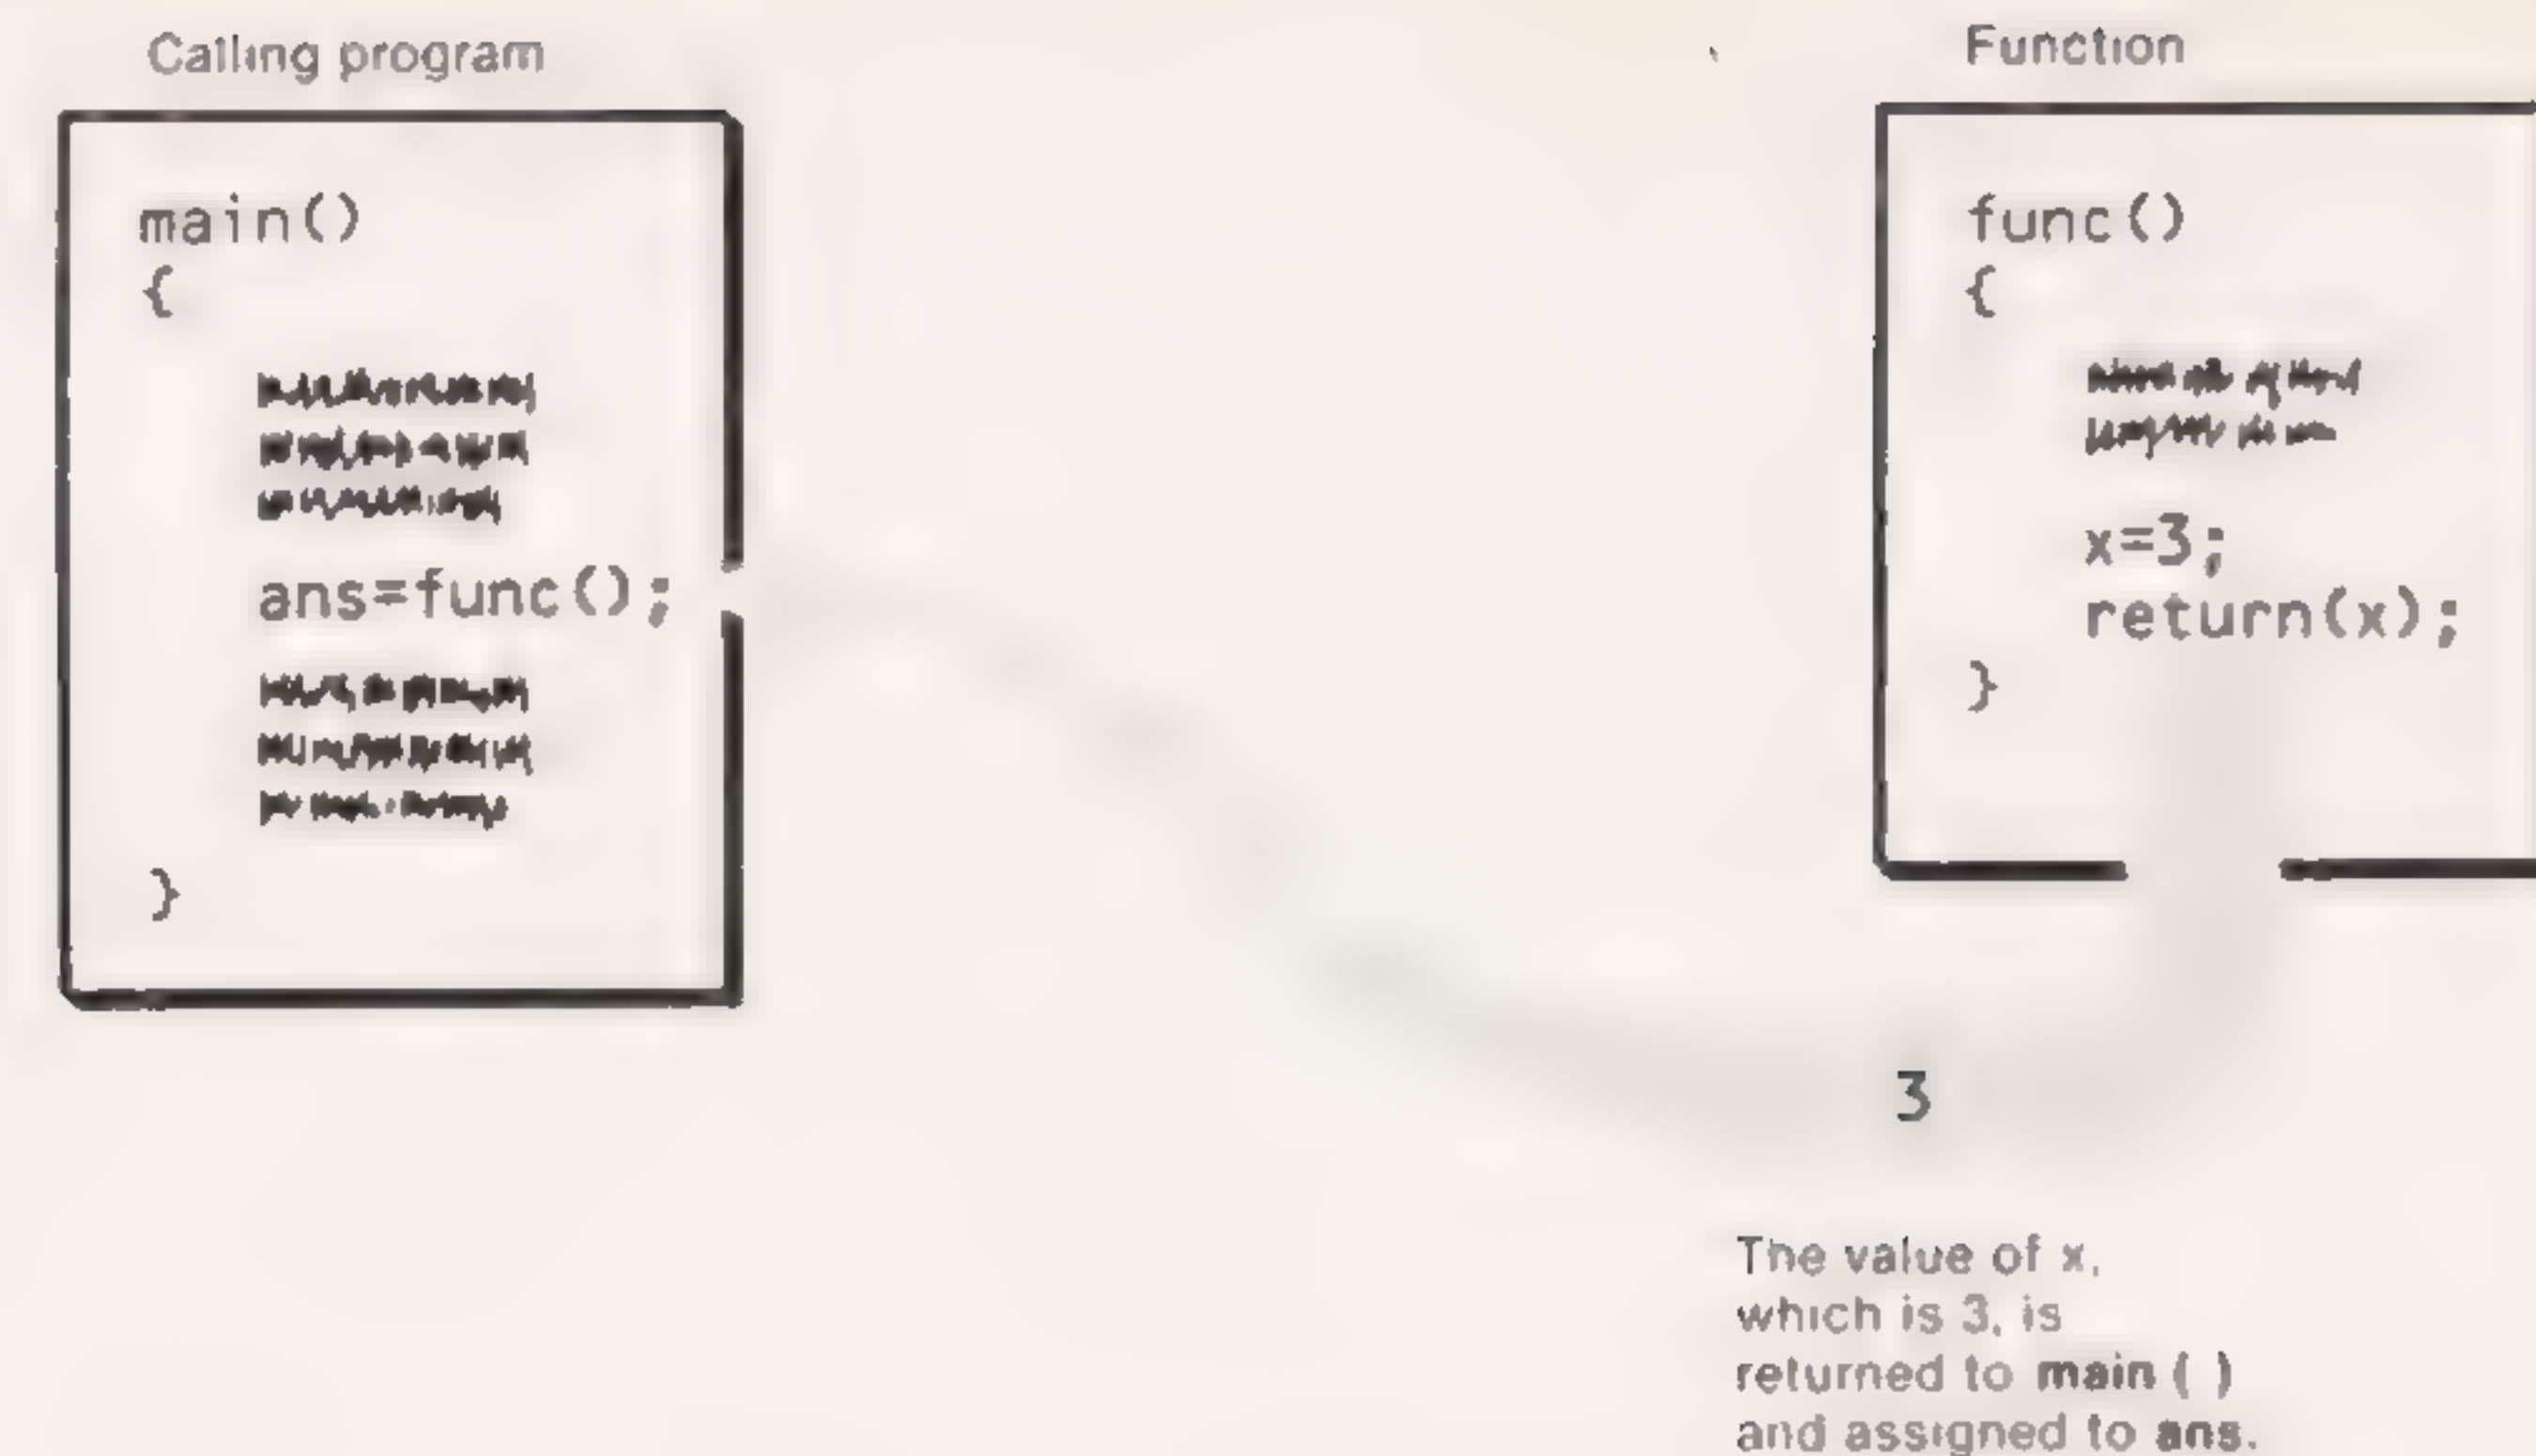 Calling program
main()
{
ans=func();
}
Function
func()
{
x=3;
return(x);
}
3
The value of x,
which is 3, is
returned to main ( )
and assigned to ans.